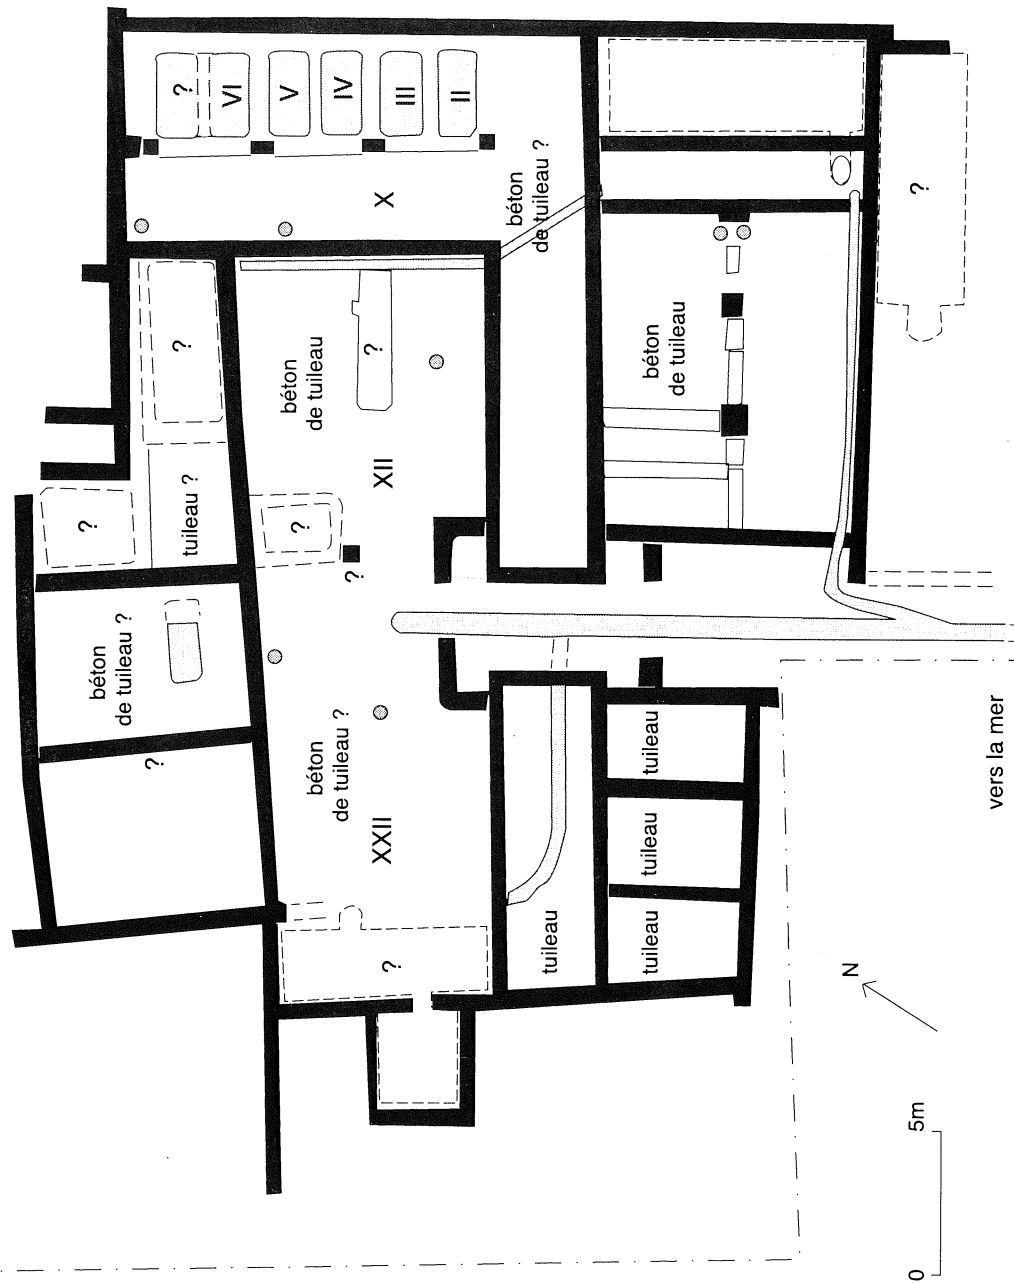 ?
VI
V
IV
III
II
X
béton
de tuileau ?
?
?
béton
de tuileau
?
béton
de tuileau
XII
?
tuileau ?
?
?
béton
de tuileau ?
?
béton
de tuileau ?
XXII
?
tuileau
tuileau
tuileau
tuileau
vers la mer
N
0
5m